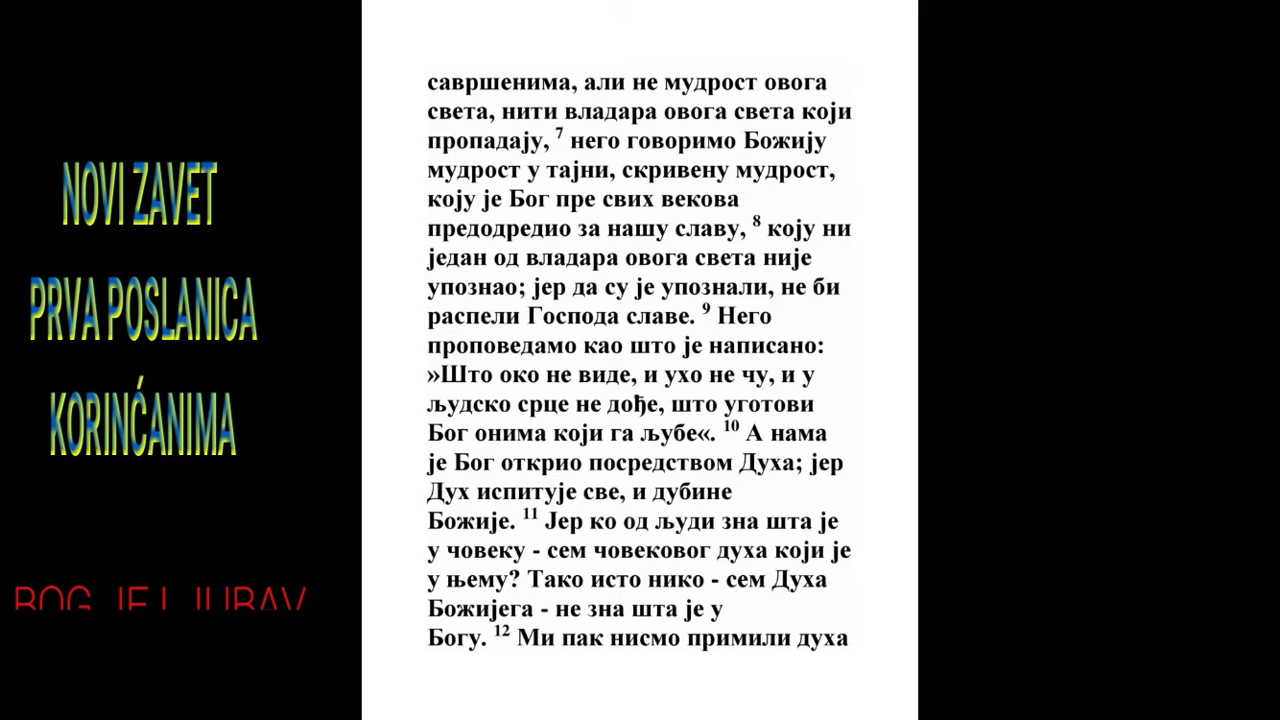 NOVI ZAVET
PRVA POSLANICA
KORINĆANIMA
BOG JE LJUBAV
савршенима, али не мудрост овога
света, нити владара овога света који
пропадају, 7 него говоримо Божију
мудрост у тајни, скривену мудрост,
коју је Бог пре свих векова
предодредио за нашу славу, 8 коју ни
један од владара овога света није
упознао; јер да су је упознали, не би
распели Господа славе. 9 Него
проповедамо као што је написано:
»Што око не виде, и ухо не чу, и у
људско срце не дође, што уготови
Бог онима који га љубе«. 10 А нама
је Бог открио посредством Духа; јер
Дух испитује све, и дубине
Божије. 11 Јер ко од људи зна шта је
у човеку - сем човековог духа који је
у њему? Тако исто нико - сем Духа
Божијега - не зна шта је у
Богу. 12 Ми пак нисмо примили духа